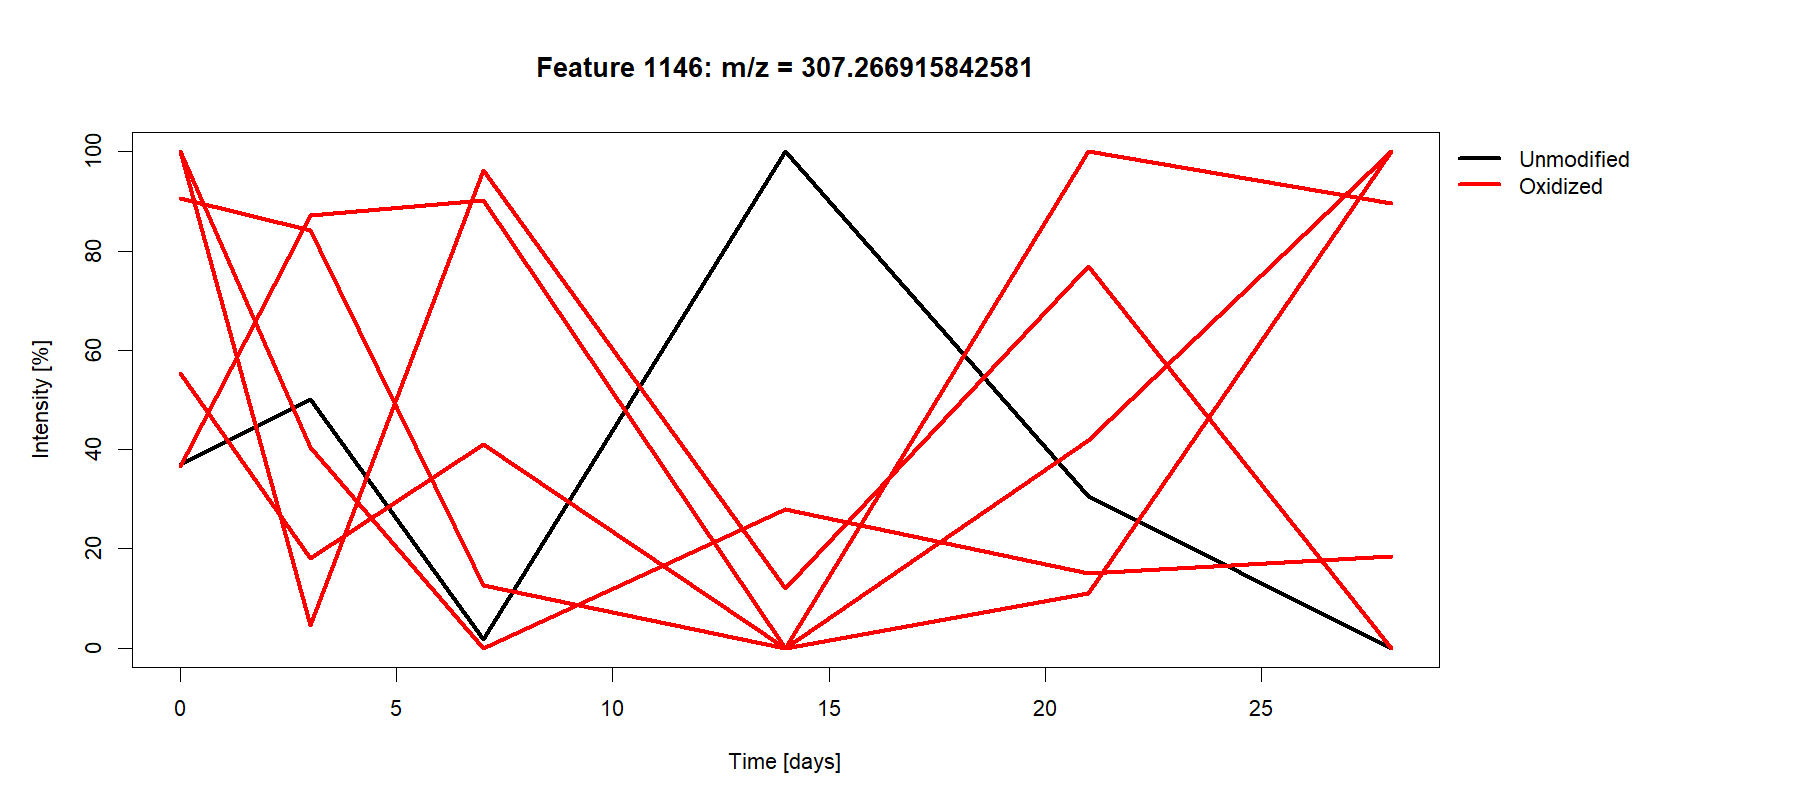 Feature 1146: m/z = 307.266915842581
Unmodified
Oxidized
Intensity [%]
100
80
60
40
20
0
0 5 10 15 20 25
Time [days]